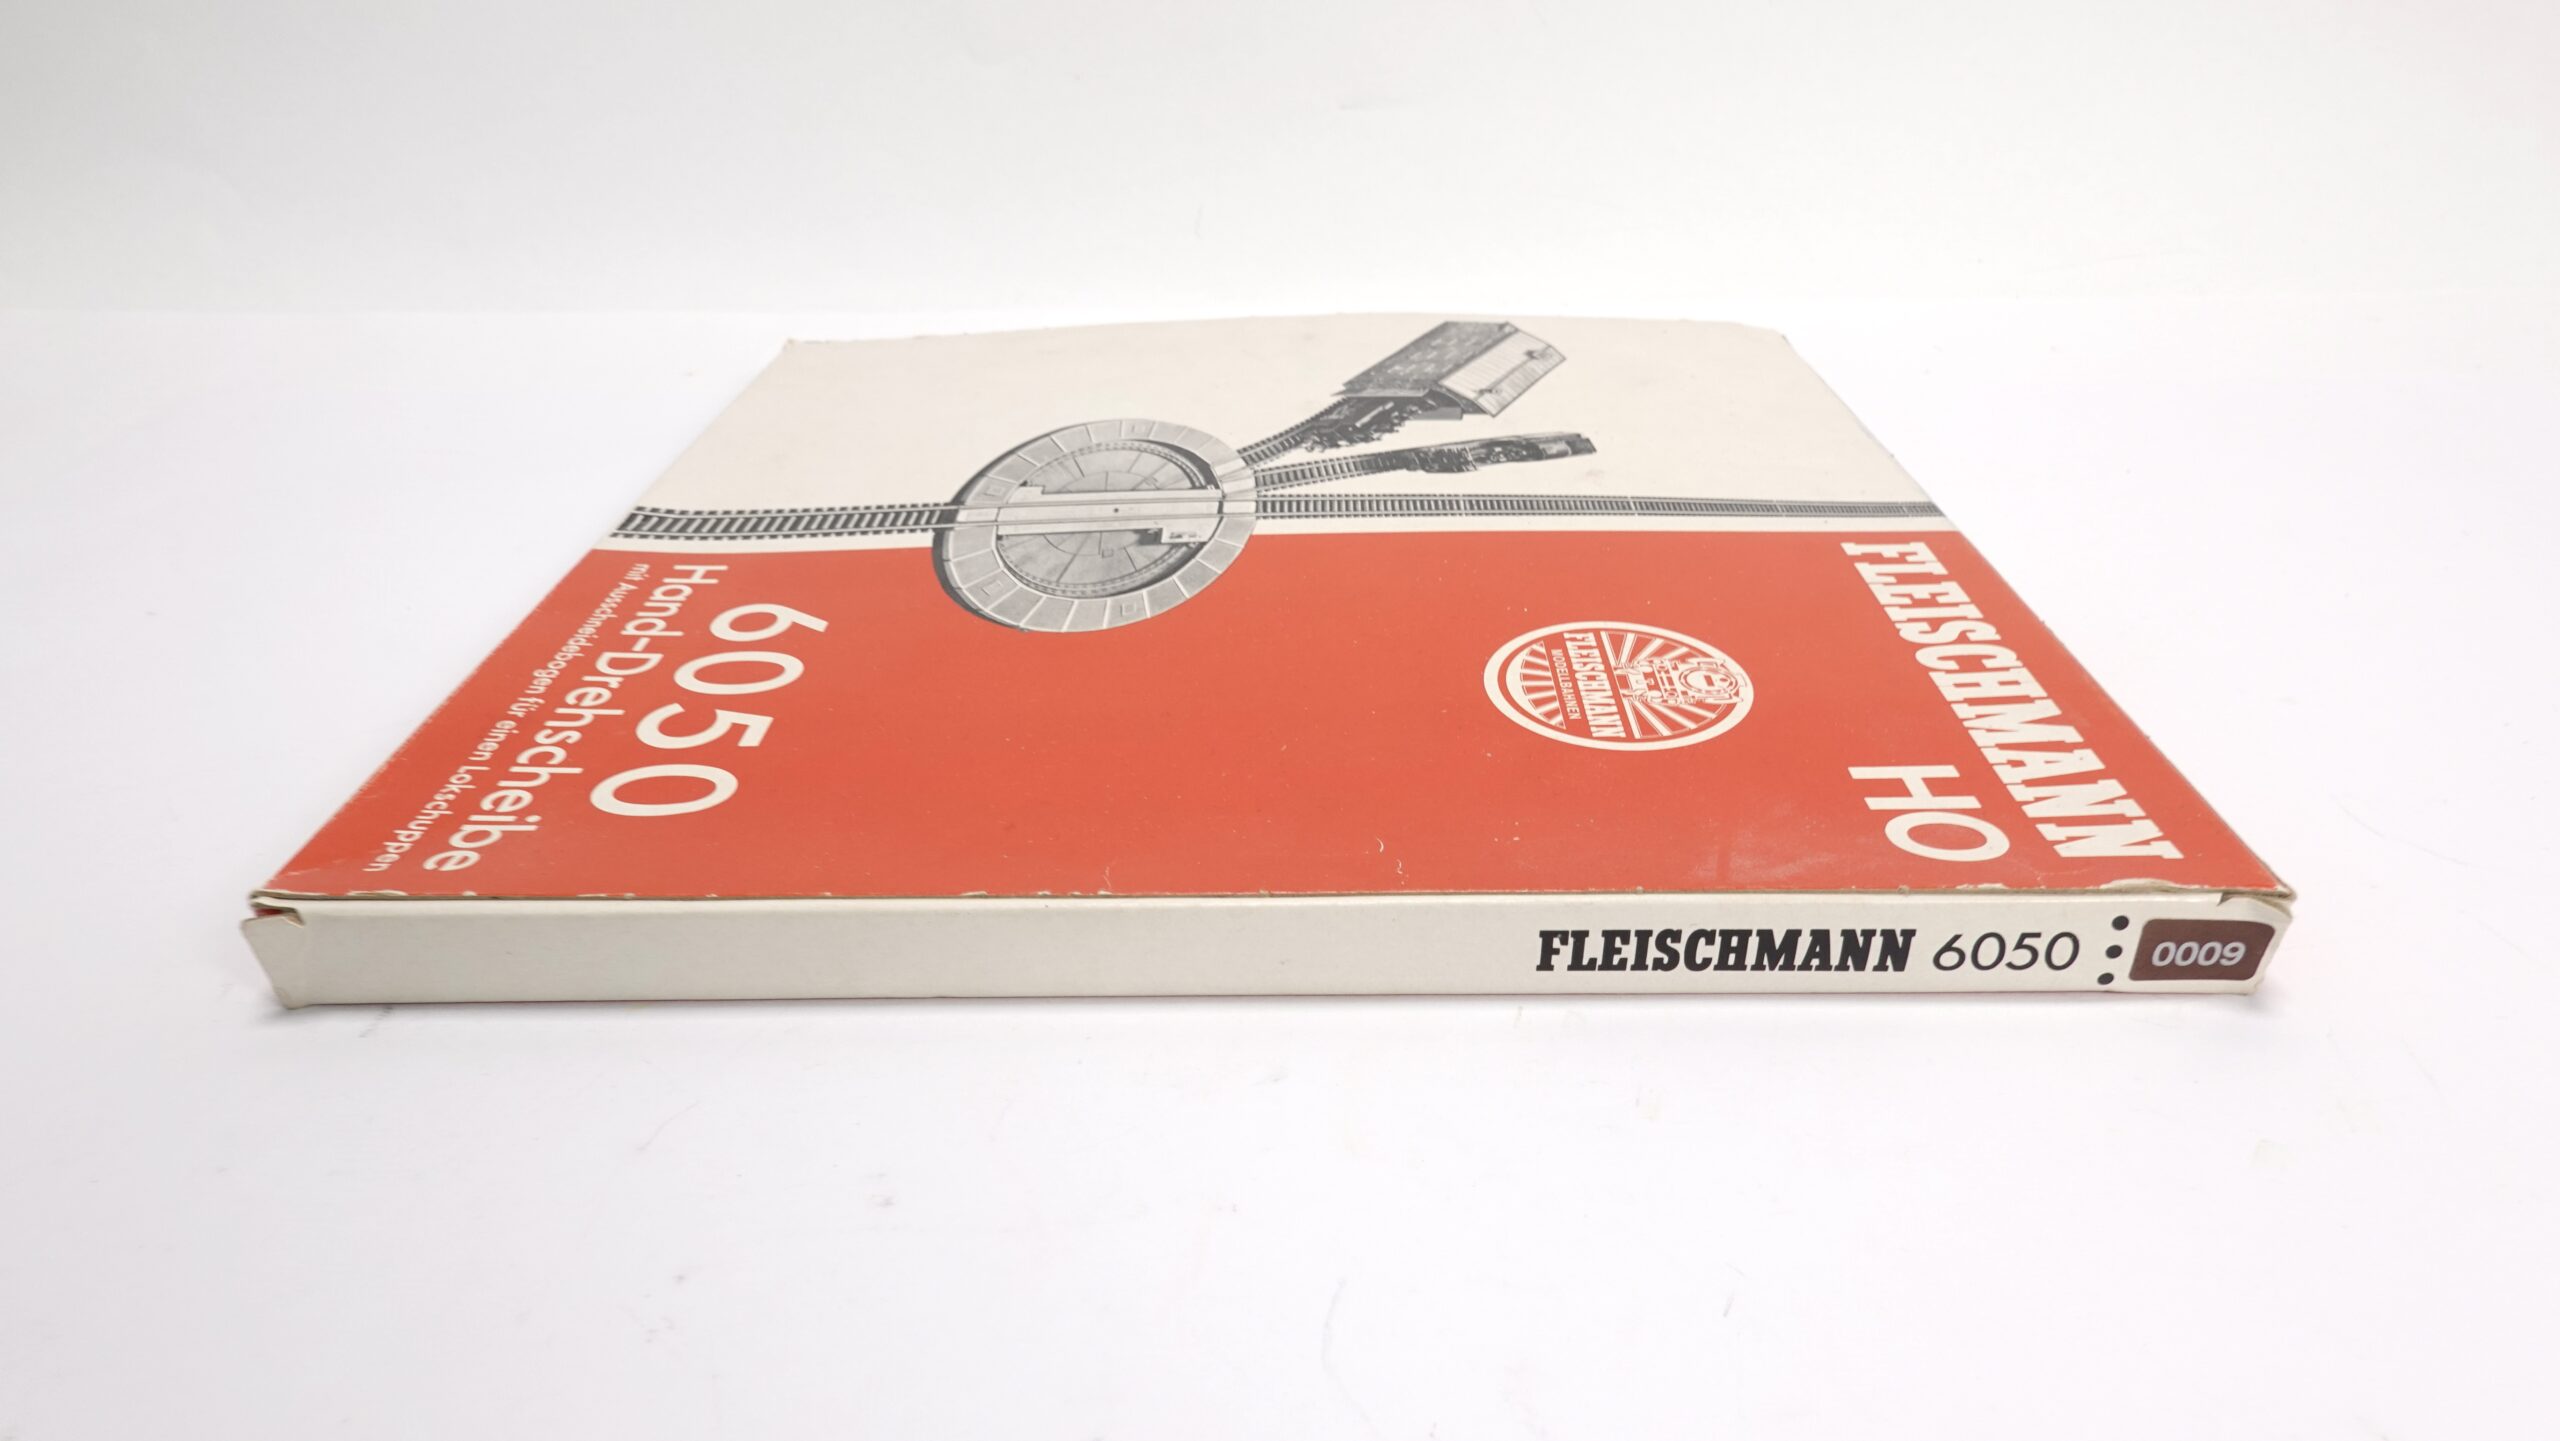 FLEISCHMANN
HO
FLEISCHMANN
MODELLBAHNEN
6050
Hand-Drehscheibe
mit Ausschneidebogen für einen Lokschuppen
FLEISCHMANN 6050
0009